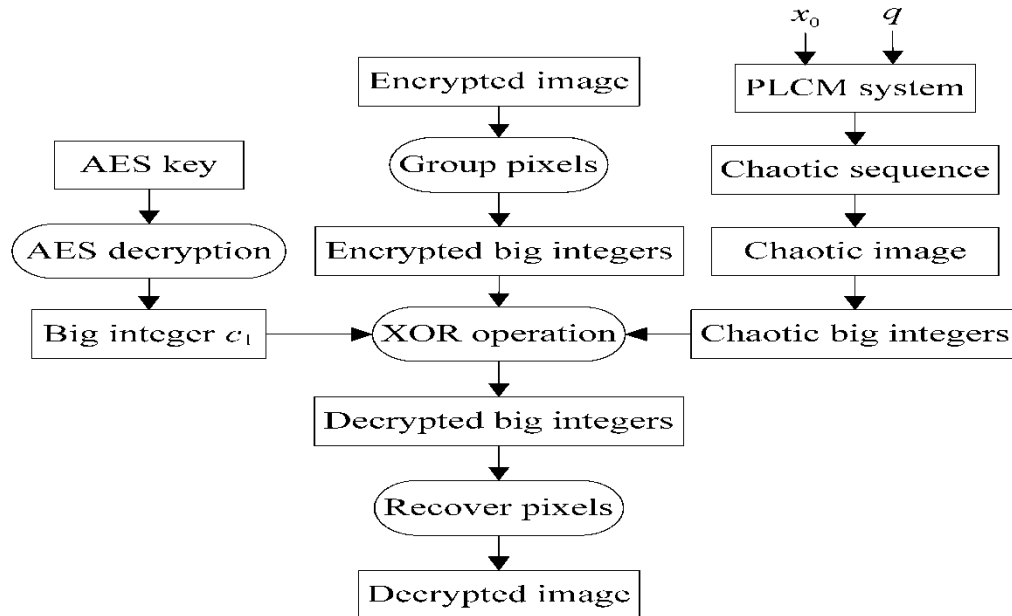 x₀ q
Encrypted image
PLCM system
AES key
Group pixels
Chaotic sequence
AES decryption
Encrypted big integers
Chaotic image
Big integer c₁
XOR operation
Chaotic big integers
Decrypted big integers
Recover pixels
Decrypted image